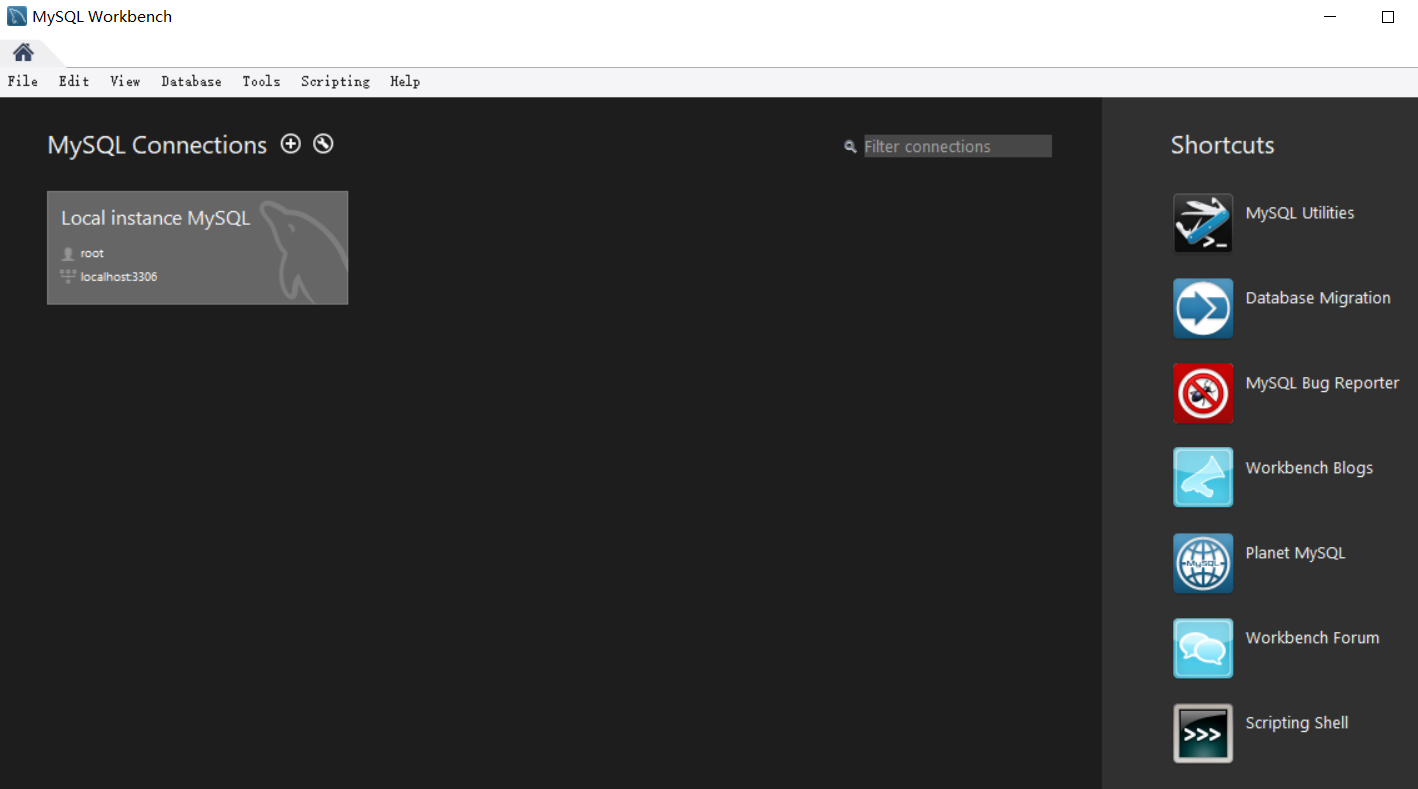 MySQL Workbench
File Edit View Database Tools Scripting Help
MySQL Connections
Filter connections
Local instance MySQL
root
localhost:3306
Shortcuts
MySQL Utilities
>_
Database Migration
MySQL Bug Reporter
Workbench Blogs
Planet MySQL
MySQL
Workbench Forum
Scripting Shell
>>>